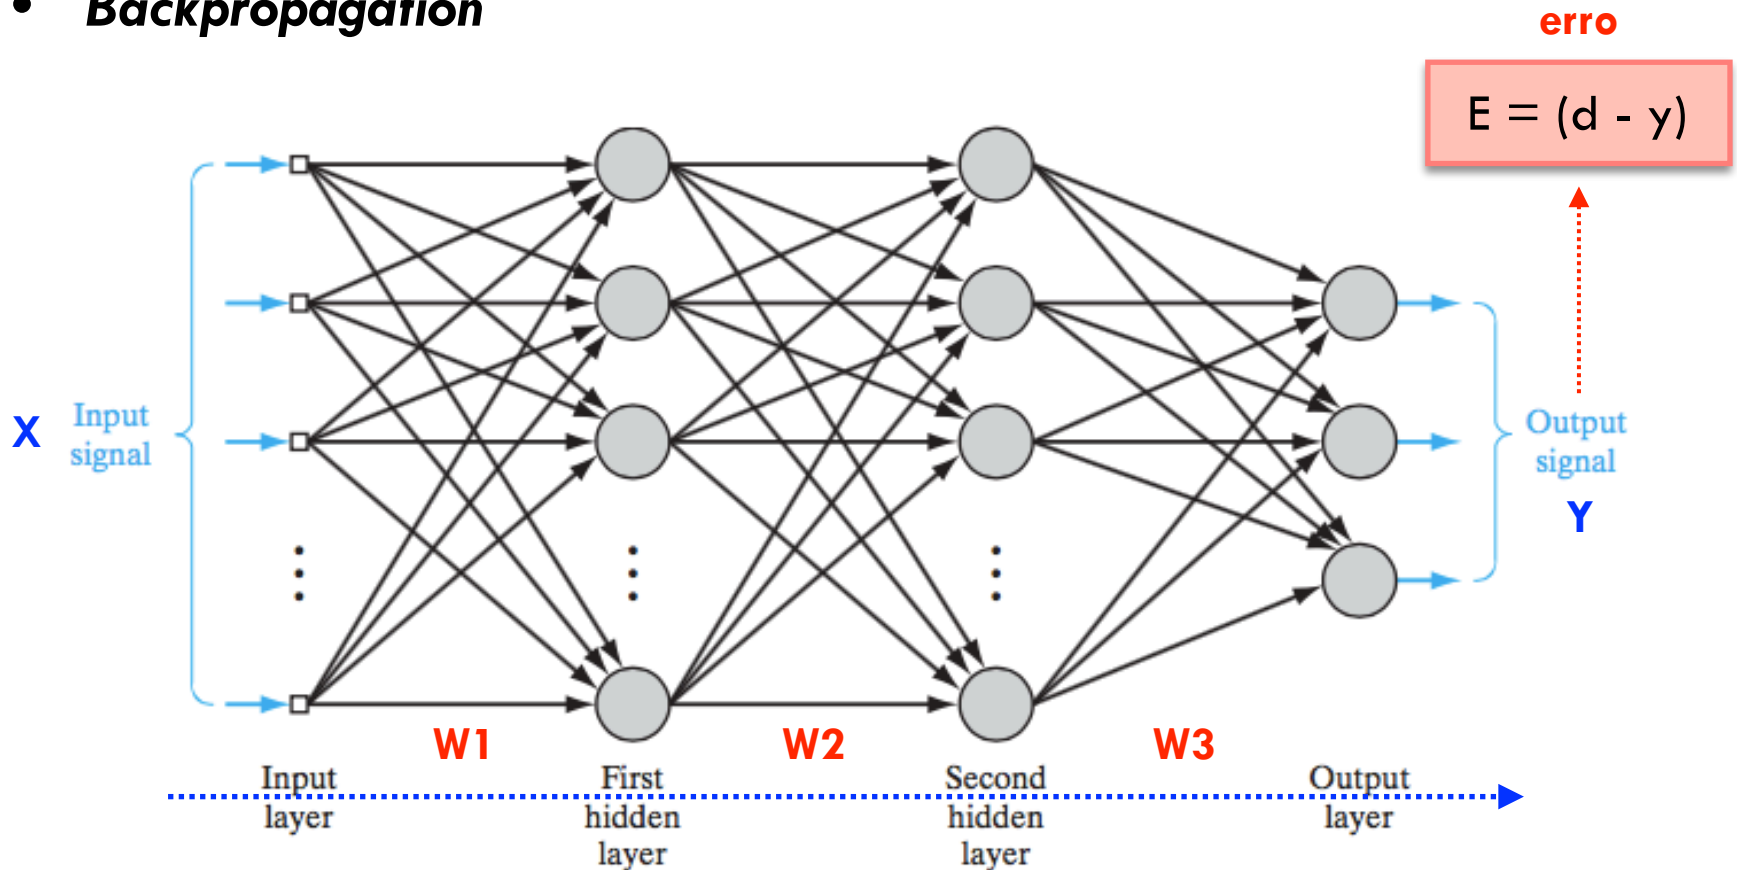 • Backpropagation
erro
E = (d - y)
X
Input
signal
Output
signal
Y
W1
W2
W3
Input
layer
First
hidden
layer
Second
hidden
layer
Output
layer